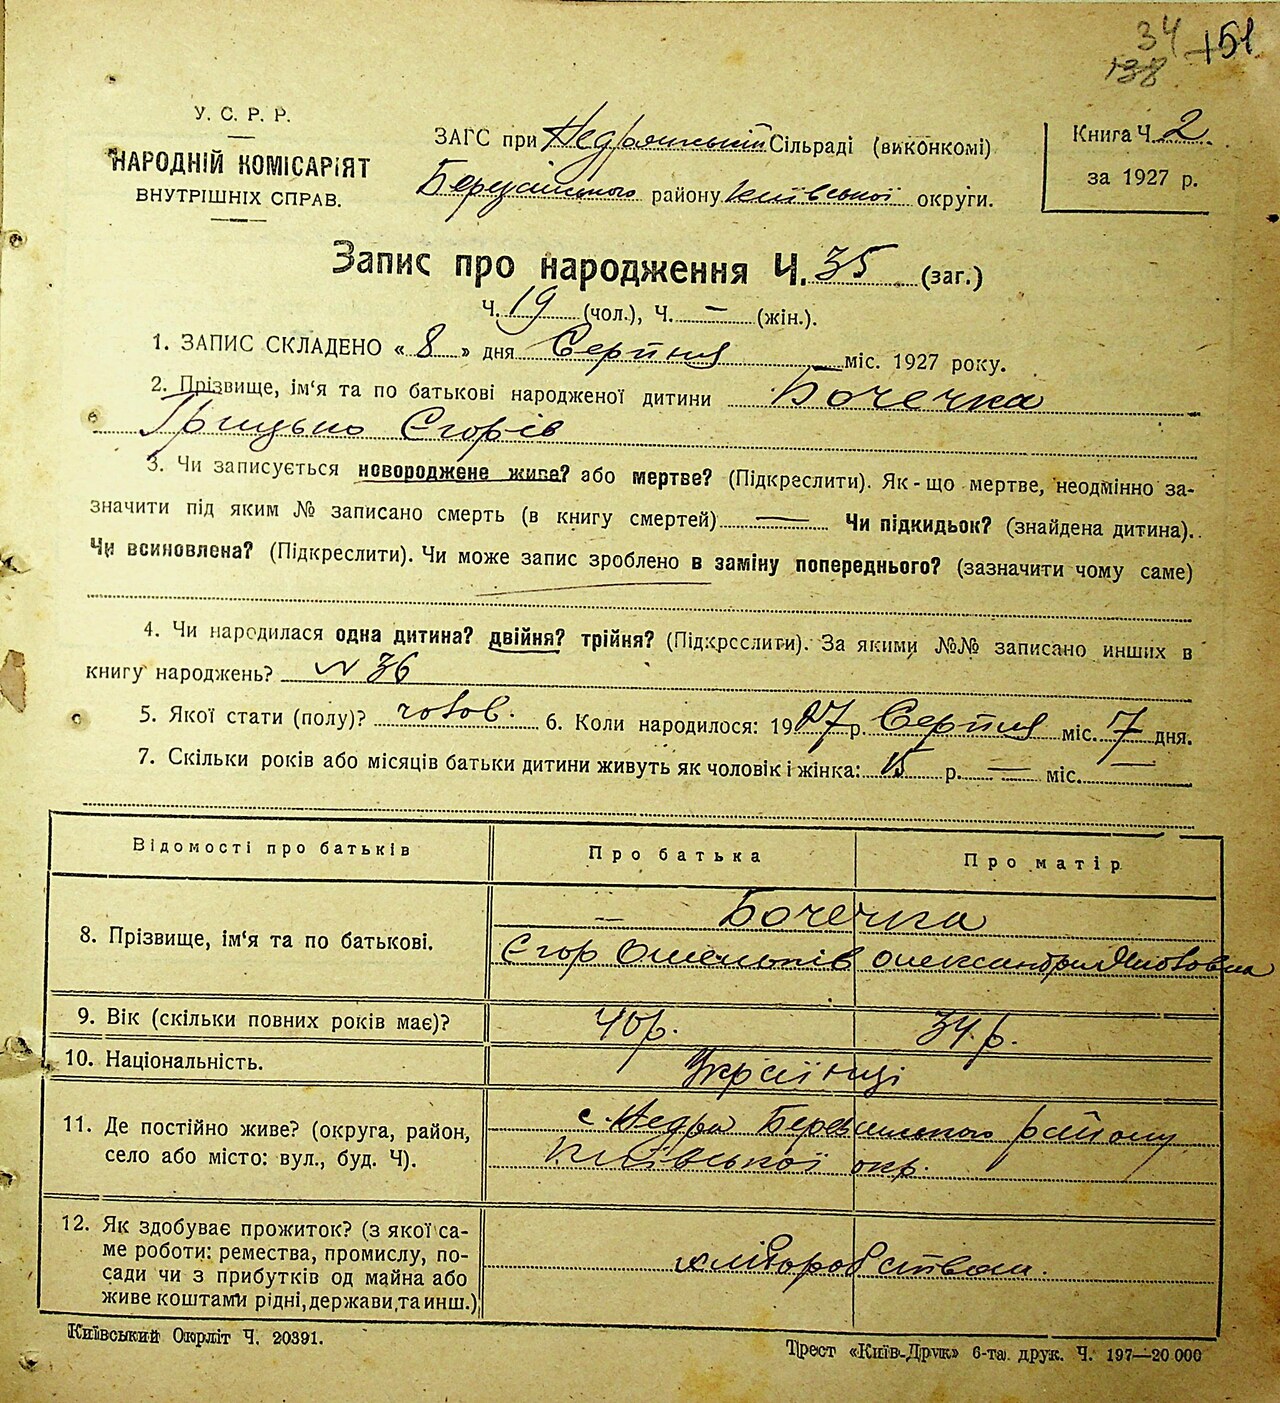 34 151
138
У. С. Р. Р.
НАРОДНІЙ КОМІСАРІЯТ
ВНУТРІШНІХ СПРАВ.
ЗАГС при Недрянській Сільраді (виконкомі)
Березанського району Київської округи.
Книга Ч. 2
за 1927 р.
Запис про народження Ч. 35 (заг.)
Ч. 19 (чол.), Ч. — (жін.).
1. ЗАПИС СКЛАДЕНО « 8 » дня Серпня міс. 1927 року.
2. Прізвище, ім'я та по батькові народженої дитини Бочечка
Грицько Єгорів
3. Чи записується новороджене живе? або мертве? (Підкреслити). Як-що мертве, неодмінно за-
значити під яким № записано смерть (в книгу смертей) — Чи підкидьок? (знайдена дитина).
Чи всиновлена? (Підкреслити). Чи може запис зроблено в заміну попереднього? (зазначити чому саме)
4. Чи народилася одна дитина? двійня? трійня? (Підкреслити). За якими №№ записано инших в
книгу народжень? № 36
5. Якої стати (полу)? чолов. 6. Коли народилося: 1927 р. Серпня міс. 7 дня.
7. Скільки років або місяців батьки дитини живуть як чоловік і жінка: 15 р. — міс. —
Відомості про батьків Про батька Про матір
8. Прізвище, ім'я та по батькові. — Бочечка
Єгор Омельків Олександра Якововна
9. Вік (скільки повних років має)? 40 р. 34 р.
10. Національність. Українці
11. Де постійно живе? (округа, район,
село або місто: вул., буд. Ч).
с. Недра Березанського району
Київської окр.
12. Як здобуває прожиток? (з якої са-
ме роботи: ремества, промислу, по-
сади чи з прибутків од майна або
живе коштами рідні, держави, та инш.)
хліборобством.
Київський Окрліт Ч. 20391.
Трест «Київ-Друк» 6-та друк. Ч. 197—20 000